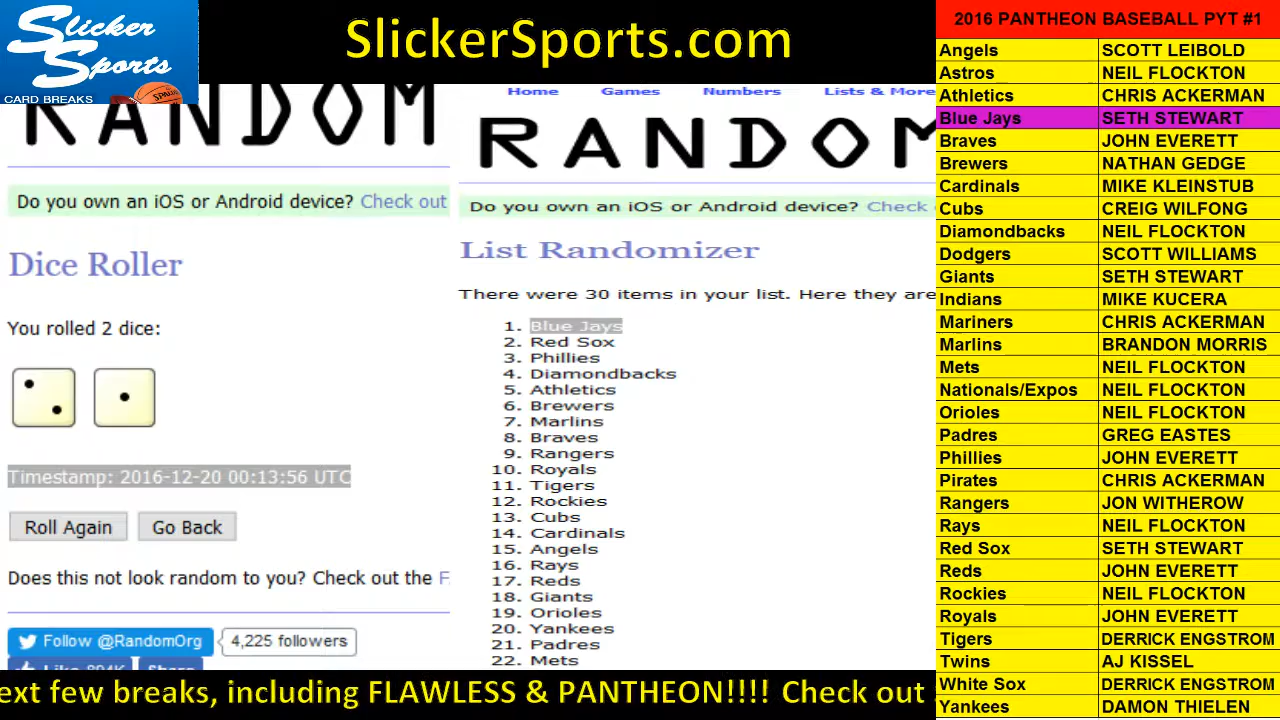 Slicker
Sports
CARD BREAKS
SPALDING
SlickerSports.com
RANDOM
Do you own an iOS or Android device? Check out
Dice Roller
You rolled 2 dice:
Timestamp: 2016-12-20 00:13:56 UTC
Roll Again
Go Back
Does this not look random to you? Check out the F
Follow @RandomOrg
4,225 followers
Like 894K
Share
Home Games Numbers Lists & More
RANDOM
Do you own an iOS or Android device? Check
List Randomizer
There were 30 items in your list. Here they are
1. Blue Jays
2. Red Sox
3. Phillies
4. Diamondbacks
5. Athletics
6. Brewers
7. Marlins
8. Braves
9. Rangers
10. Royals
11. Tigers
12. Rockies
13. Cubs
14. Cardinals
15. Angels
16. Rays
17. Reds
18. Giants
19. Orioles
20. Yankees
21. Padres
22. Mets
2016 PANTHEON BASEBALL PYT #1
Angels SCOTT LEIBOLD
Astros NEIL FLOCKTON
Athletics CHRIS ACKERMAN
Blue Jays SETH STEWART
Braves JOHN EVERETT
Brewers NATHAN GEDGE
Cardinals MIKE KLEINSTUB
Cubs CREIG WILFONG
Diamondbacks NEIL FLOCKTON
Dodgers SCOTT WILLIAMS
Giants SETH STEWART
Indians MIKE KUCERA
Mariners CHRIS ACKERMAN
Marlins BRANDON MORRIS
Mets NEIL FLOCKTON
Nationals/Expos NEIL FLOCKTON
Orioles NEIL FLOCKTON
Padres GREG EASTES
Phillies JOHN EVERETT
Pirates CHRIS ACKERMAN
Rangers JON WITHEROW
Rays NEIL FLOCKTON
Red Sox SETH STEWART
Reds JOHN EVERETT
Rockies NEIL FLOCKTON
Royals JOHN EVERETT
Tigers DERRICK ENGSTROM
Twins AJ KISSEL
White Sox DERRICK ENGSTROM
Yankees DAMON THIELEN
ext few breaks, including FLAWLESS & PANTHEON!!!! Check out